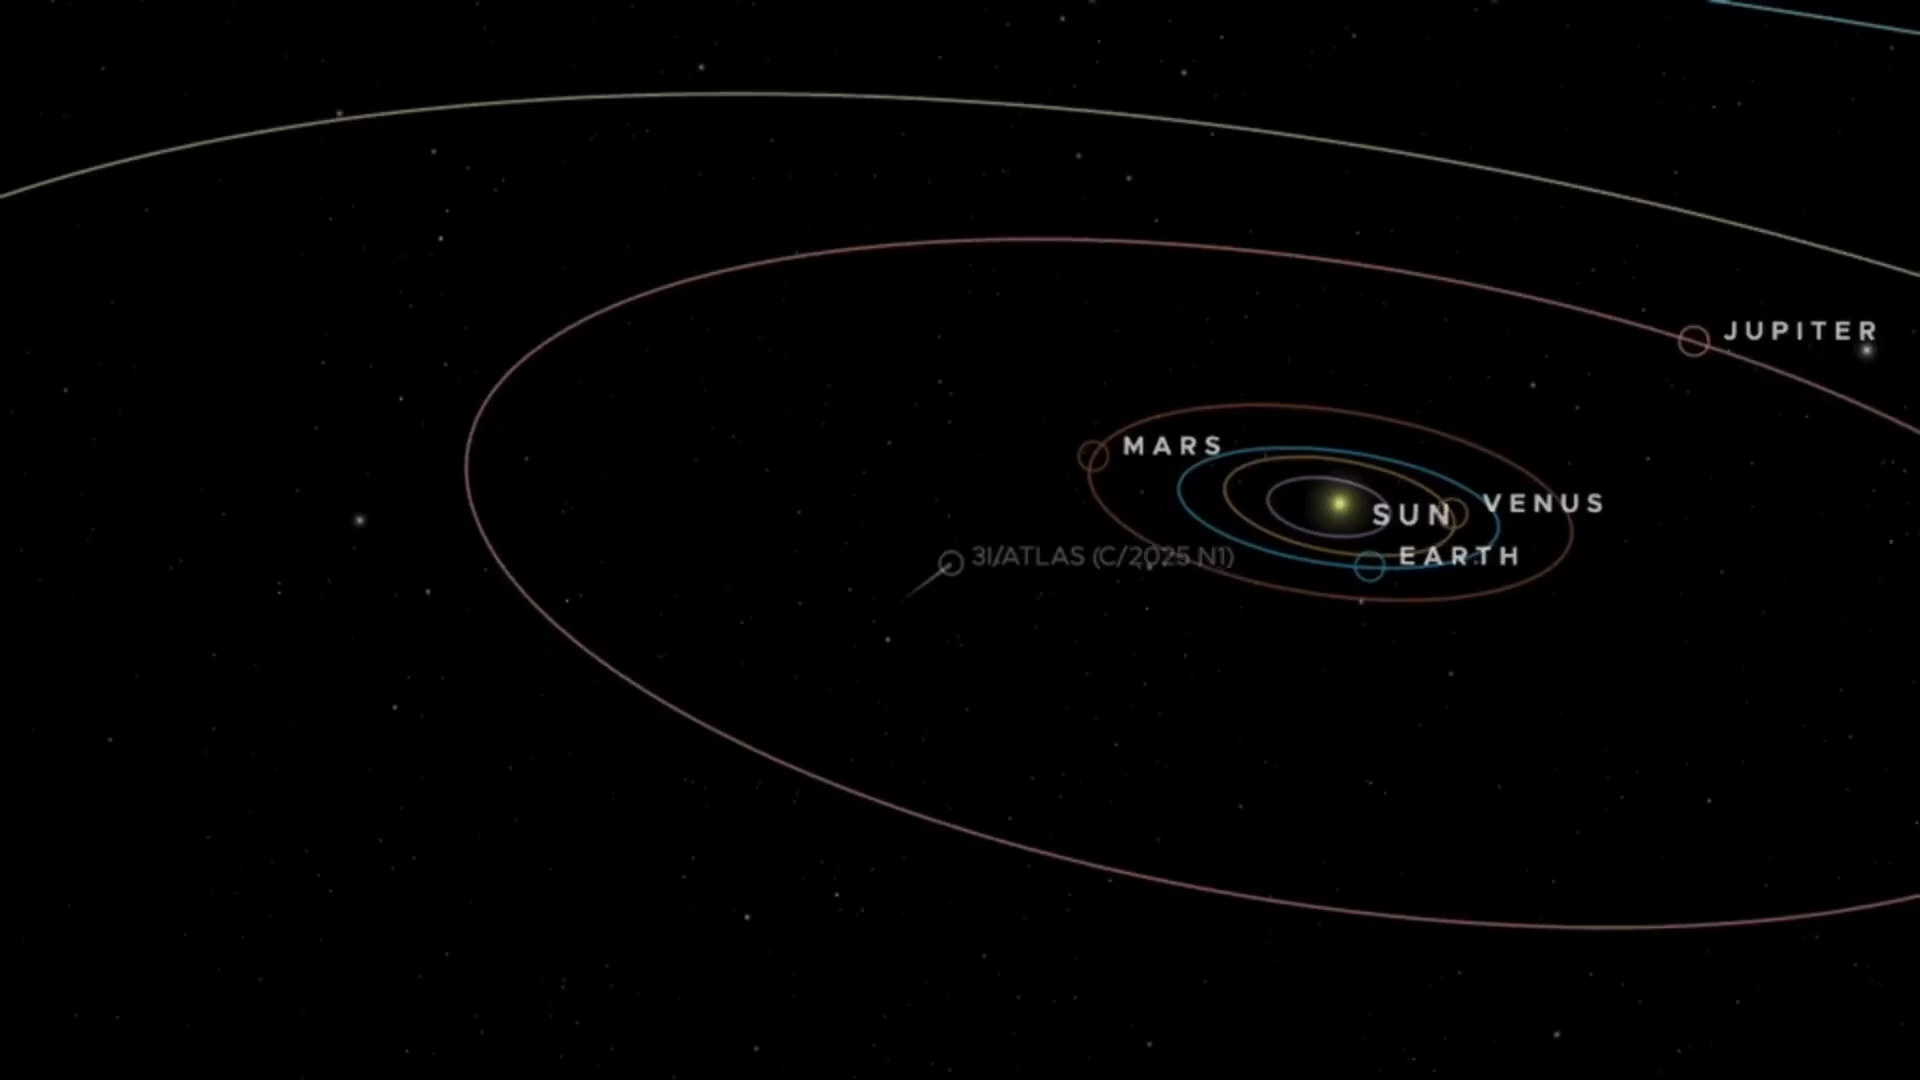 JUPITER
MARS
VENUS
SUN
EARTH
3I/ATLAS (C/2025 N1)